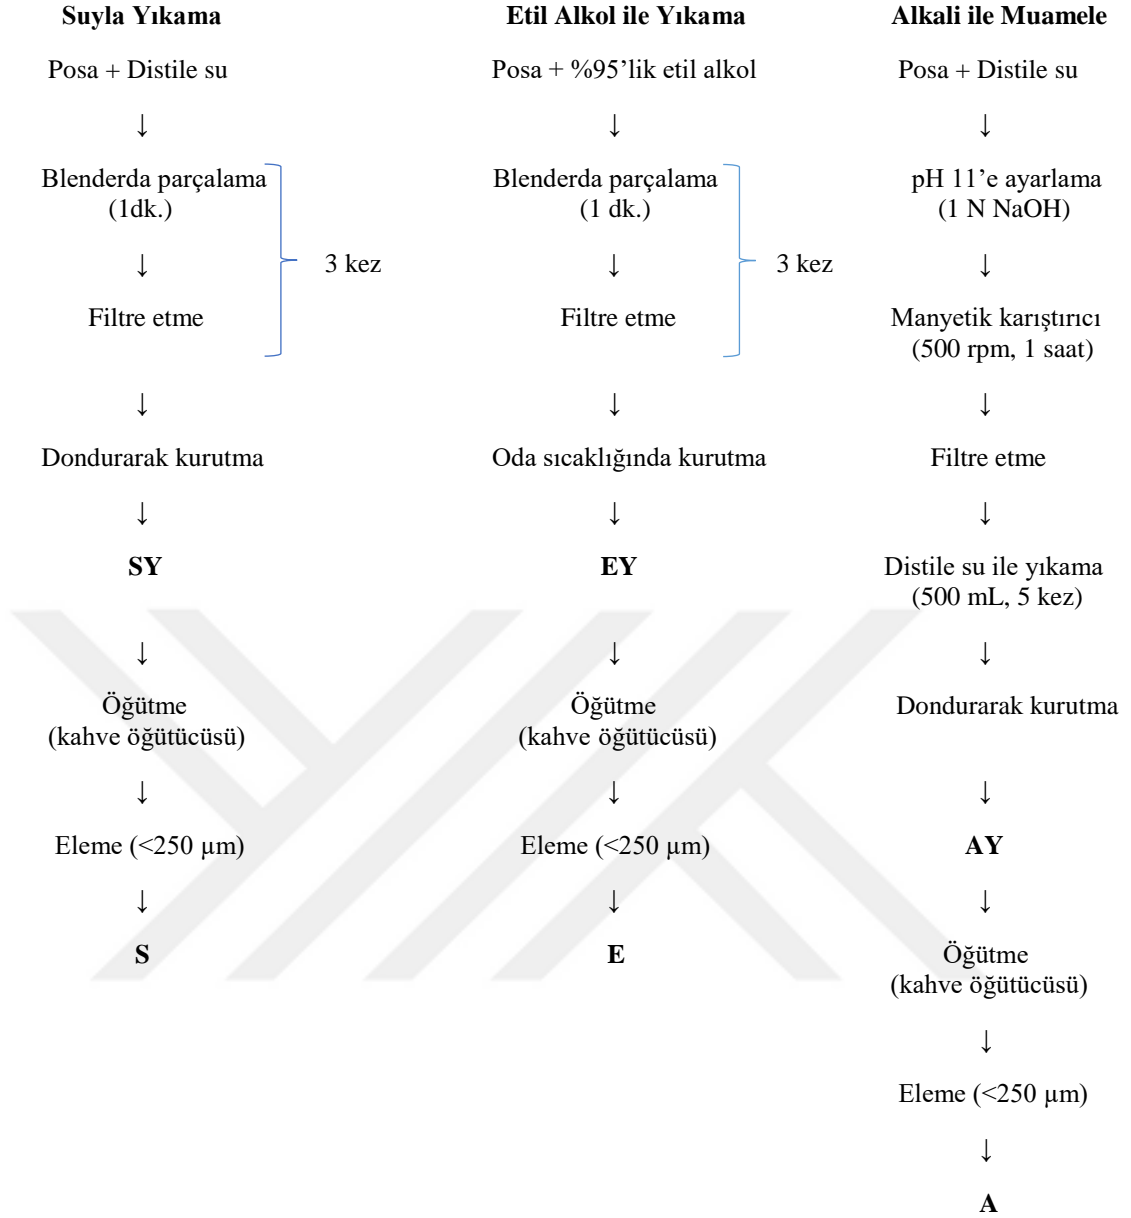 Suyla Yıkama
Posa + Distile su
↓
Blenderda parçalama
(1dk.)
↓
3 kez
Filtre etme
↓
Dondurarak kurutma
↓
SY
↓
Öğütme
(kahve öğütücüsü)
↓
Eleme (<250 µm)
↓
S
Etil Alkol ile Yıkama
Posa + %95’lik etil alkol
↓
Blenderda parçalama
(1 dk.)
↓
3 kez
Filtre etme
↓
Oda sıcaklığında kurutma
↓
EY
↓
Öğütme
(kahve öğütücüsü)
↓
Eleme (<250 µm)
↓
E
Alkali ile Muamele
Posa + Distile su
↓
pH 11’e ayarlama
(1 N NaOH)
↓
Manyetik karıştırıcı
(500 rpm, 1 saat)
↓
Filtre etme
↓
Distile su ile yıkama
(500 mL, 5 kez)
↓
Dondurarak kurutma
↓
AY
↓
Öğütme
(kahve öğütücüsü)
↓
Eleme (<250 µm)
↓
A